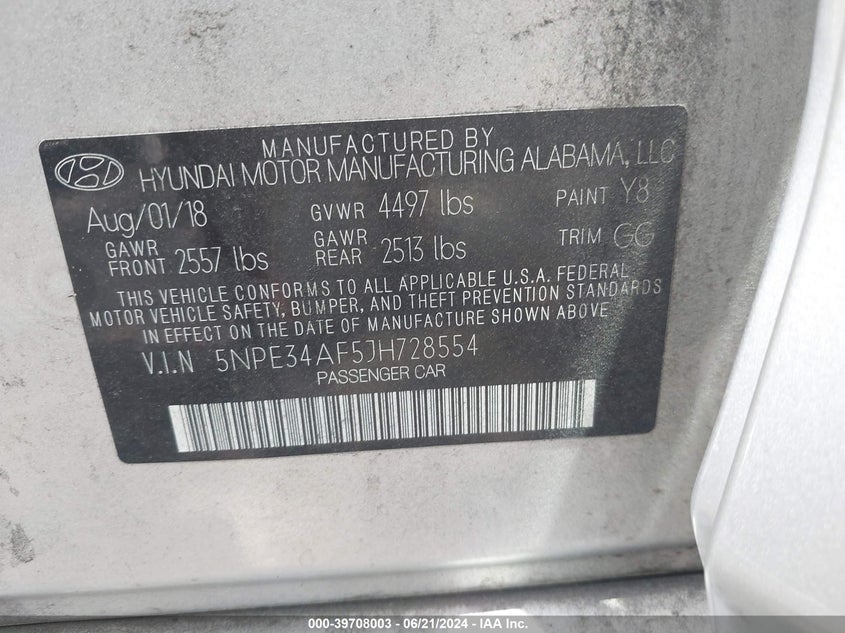 MANUFACTURED BY
HYUNDAI MOTOR MANUFACTURING ALABAMA, LLC
Aug/01/18 GVWR 4497 lbs PAINT Y8
GAWR FRONT 2557 lbs GAWR REAR 2513 lbs TRIM GG
THIS VEHICLE CONFORMS TO ALL APPLICABLE U.S.A. FEDERAL
MOTOR VEHICLE SAFETY, BUMPER, AND THEFT PREVENTION STANDARDS
IN EFFECT ON THE DATE OF MANUFACTURE SHOWN ABOVE
V.I.N 5NPE34AF5JH728554
PASSENGER CAR
000-39708003 - 06/21/2024 - IAA Inc.